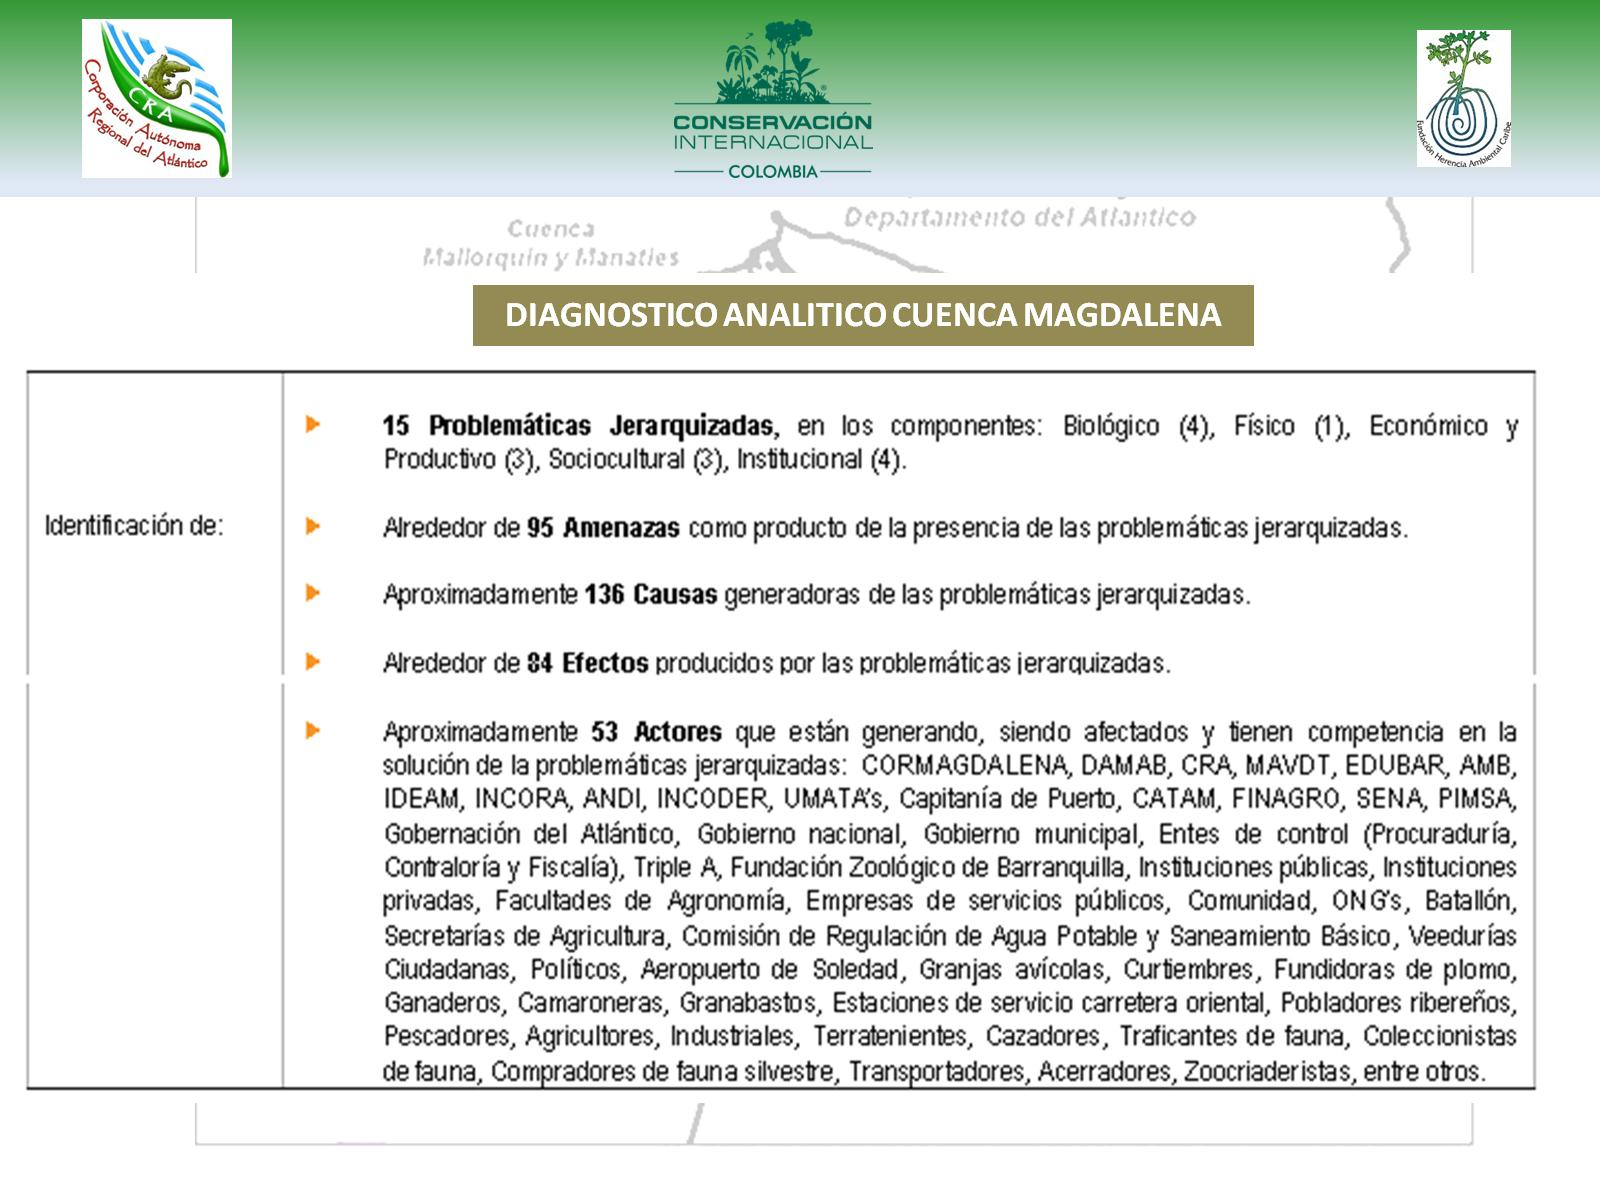 CRA
Corporación Autónoma
Regional del Atlántico
CONSERVACIÓN
INTERNACIONAL
COLOMBIA
Fundación Herencia Ambiental Caribe
Departamento del Atlantico
Cuenca
Mallorquín y Manatíes
DIAGNOSTICO ANALITICO CUENCA MAGDALENA
Identificación de:
15 Problemáticas Jerarquizadas, en los componentes: Biológico (4), Físico (1), Económico y
Productivo (3), Sociocultural (3), Institucional (4).
Alrededor de 95 Amenazas como producto de la presencia de las problemáticas jerarquizadas.
Aproximadamente 136 Causas generadoras de las problemáticas jerarquizadas.
Alrededor de 84 Efectos producidos por las problemáticas jerarquizadas.
Aproximadamente 53 Actores que están generando, siendo afectados y tienen competencia en la
solución de la problemáticas jerarquizadas: CORMAGDALENA, DAMAB, CRA, MAVDT, EDUBAR, AMB,
IDEAM, INCORA, ANDI, INCODER, UMATA's, Capitanía de Puerto, CATAM, FINAGRO, SENA, PIMSA,
Gobernación del Atlántico, Gobierno nacional, Gobierno municipal, Entes de control (Procuraduría,
Contraloría y Fiscalía), Triple A, Fundación Zoológico de Barranquilla, Instituciones públicas, Instituciones
privadas, Facultades de Agronomía, Empresas de servicios públicos, Comunidad, ONG's, Batallón,
Secretarías de Agricultura, Comisión de Regulación de Agua Potable y Saneamiento Básico, Veedurías
Ciudadanas, Políticos, Aeropuerto de Soledad, Granjas avícolas, Curtiembres, Fundidoras de plomo,
Ganaderos, Camaroneras, Granabastos, Estaciones de servicio carretera oriental, Pobladores ribereños,
Pescadores, Agricultores, Industriales, Terratenientes, Cazadores, Traficantes de fauna, Coleccionistas
de fauna, Compradores de fauna silvestre, Transportadores, Acerradores, Zoocriaderistas, entre otros.